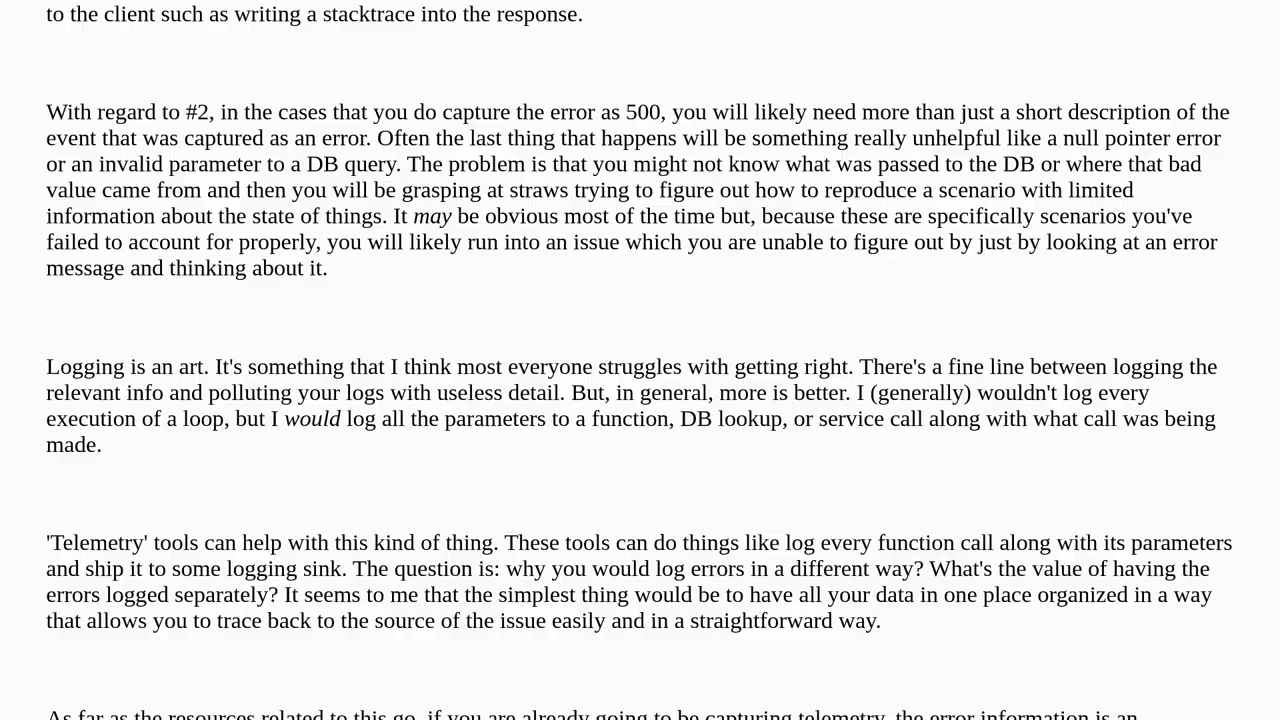 to the client such as writing a stacktrace into the response.
With regard to #2, in the cases that you do capture the error as 500, you will likely need more than just a short description of the
event that was captured as an error. Often the last thing that happens will be something really unhelpful like a null pointer error
or an invalid parameter to a DB query. The problem is that you might not know what was passed to the DB or where that bad
value came from and then you will be grasping at straws trying to figure out how to reproduce a scenario with limited
information about the state of things. It may be obvious most of the time but, because these are specifically scenarios you've
failed to account for properly, you will likely run into an issue which you are unable to figure out by just by looking at an error
message and thinking about it.
Logging is an art. It's something that I think most everyone struggles with getting right. There's a fine line between logging the
relevant info and polluting your logs with useless detail. But, in general, more is better. I (generally) wouldn't log every
execution of a loop, but I would log all the parameters to a function, DB lookup, or service call along with what call was being
made.
'Telemetry' tools can help with this kind of thing. These tools can do things like log every function call along with its parameters
and ship it to some logging sink. The question is: why you would log errors in a different way? What's the value of having the
errors logged separately? It seems to me that the simplest thing would be to have all your data in one place organized in a way
that allows you to trace back to the source of the issue easily and in a straightforward way.
As far as the resources related to this go, if you are already going to be capturing telemetry, the error information is an